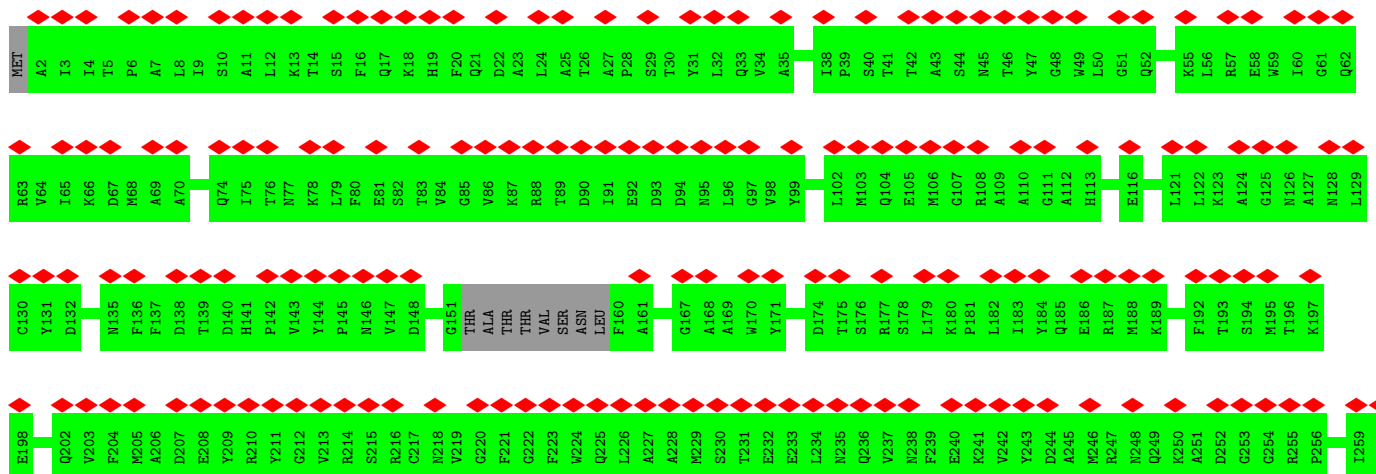 MET A2 I3 I4 T5 P6 A7 L8 I9 S10 A11 L12 K13 T14 S15 F16 Q17 K18 H19 F20 Q21 D22 A23 L24 A25 T26 A27 P28 S29 T30 Y31 L32 Q33 V34 A35 I38 P39 S40 T41 T42 A43 S44 N45 T46 Y47 G48 W49 L50 G51 Q52 K55 L56 R57 E58 W59 I60 G61 Q62
R63 V64 I65 K66 D67 M68 A69 A70 Q74 I75 T76 N77 K78 L79 F80 E81 S82 T83 V84 G85 V86 K87 R88 T89 D90 I91 E92 D93 D94 N95 L96 G97 V98 Y99 L102 M103 Q104 E105 M106 G107 R108 A109 A110 G111 A112 H113 E116 L121 L122 K123 A124 G125 N126 A127 N128 L129
C130 Y131 D132 N135 F136 F137 D138 T139 D140 H141 P142 V143 Y144 P145 N146 V147 D148 G151 THR ALA THR THR VAL SER ASN LEU F160 A161 G167 A168 A169 W170 Y171 D174 T175 S176 R177 S178 L179 K180 P181 L182 I183 Y184 Q185 E186 R187 M188 K189 F192 T193 S194 M195 T196 K197
E198 Q202 V203 F204 M205 A206 D207 E208 Y209 R210 Y211 G212 V213 R214 S215 R216 C217 N218 V219 G220 F221 G222 F223 W224 Q225 L226 A227 A228 M229 S230 T231 E232 E233 L234 N235 Q236 V237 N238 F239 E240 K241 V242 Y243 D244 A245 M246 R247 N248 Q249 K250 A251 D252 G253 G254 R255 P256 I259